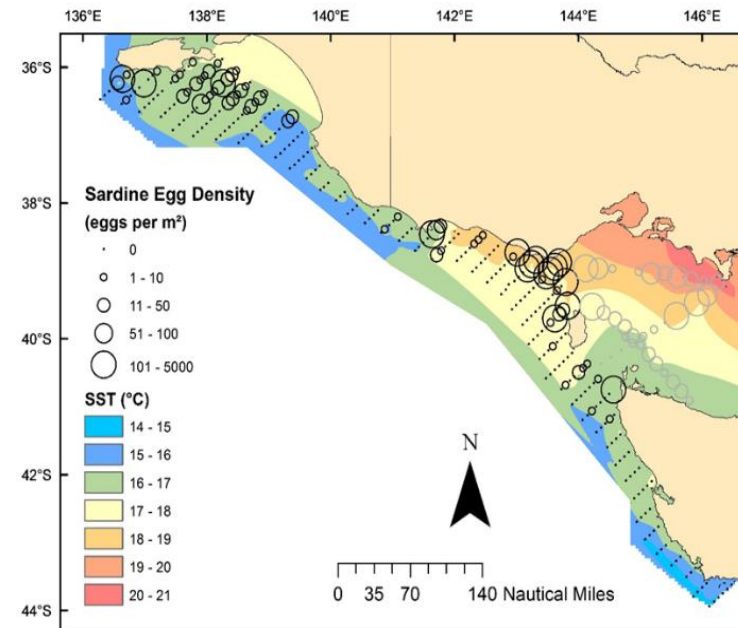 136°E 138°E 140°E 142°E 144°E 146°E
36°S
38°S
40°S
42°S
44°S
Sardine Egg Density
(eggs per m²)
0
1 - 10
11 - 50
51 - 100
101 - 5000
SST (°C)
14 - 15
15 - 16
16 - 17
17 - 18
18 - 19
19 - 20
20 - 21
N
0 35 70 140 Nautical Miles